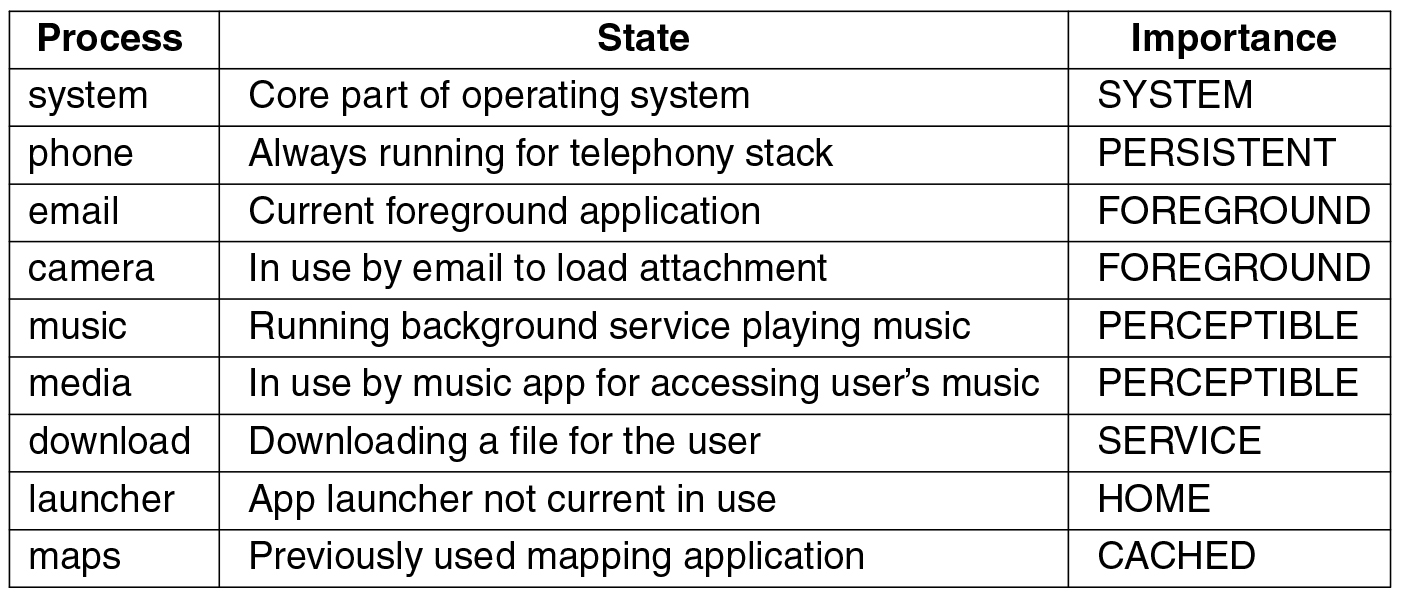 Process State Importance
system Core part of operating system SYSTEM
phone Always running for telephony stack PERSISTENT
email Current foreground application FOREGROUND
camera In use by email to load attachment FOREGROUND
music Running background service playing music PERCEPTIBLE
media In use by music app for accessing user’s music PERCEPTIBLE
download Downloading a file for the user SERVICE
launcher App launcher not current in use HOME
maps Previously used mapping application CACHED